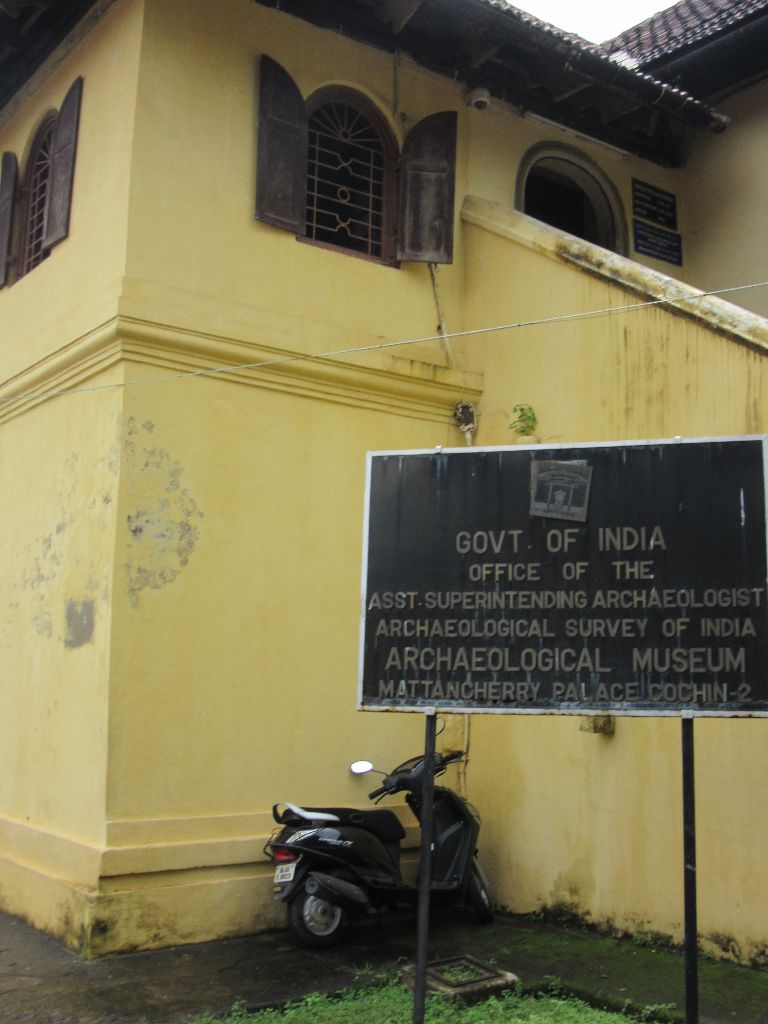 GOVT. OF INDIA
OFFICE OF THE
ASST. SUPERINTENDING ARCHAEOLOGIST
ARCHAEOLOGICAL SURVEY OF INDIA
ARCHAEOLOGICAL MUSEUM
MATTANCHERRY PALACE COCHIN-2